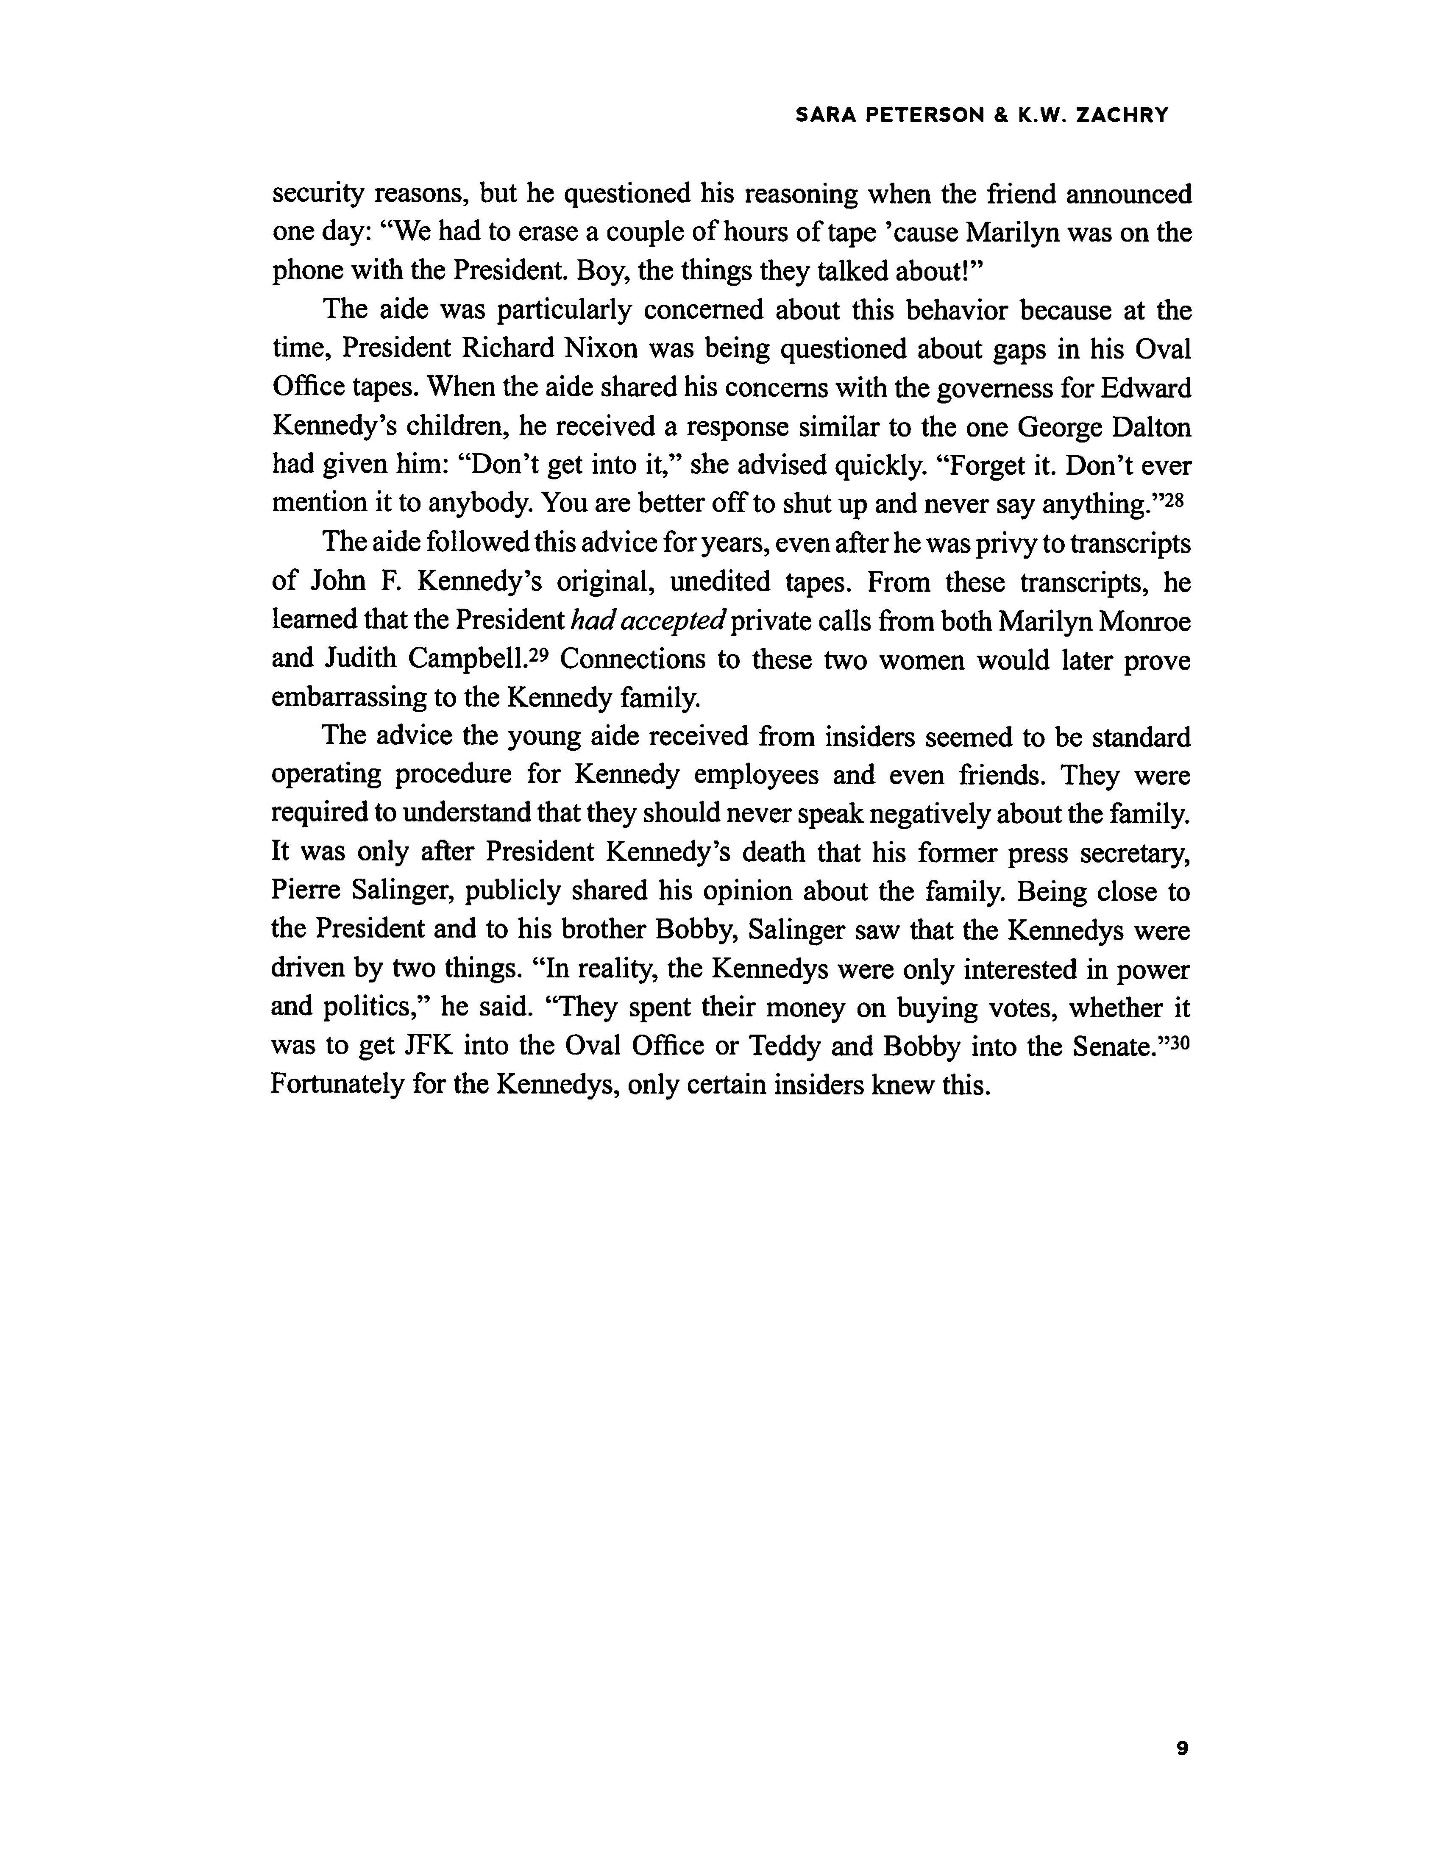 SARA PETERSON & K.W. ZACHRY
security reasons, but he questioned his reasoning when the friend announced
one day: “We had to erase a couple of hours of tape ’cause Marilyn was on the
phone with the President. Boy, the things they talked about!”
The aide was particularly concerned about this behavior because at the
time, President Richard Nixon was being questioned about gaps in his Oval
Office tapes. When the aide shared his concerns with the governess for Edward
Kennedy’s children, he received a response similar to the one George Dalton
had given him: “Don’t get into it,” she advised quickly. “Forget it. Don’t ever
mention it to anybody. You are better off to shut up and never say anything.”28
The aide followed this advice for years, even after he was privy to transcripts
of John F. Kennedy’s original, unedited tapes. From these transcripts, he
learned that the President had accepted private calls from both Marilyn Monroe
and Judith Campbell.29 Connections to these two women would later prove
embarrassing to the Kennedy family.
The advice the young aide received from insiders seemed to be standard
operating procedure for Kennedy employees and even friends. They were
required to understand that they should never speak negatively about the family.
It was only after President Kennedy’s death that his former press secretary,
Pierre Salinger, publicly shared his opinion about the family. Being close to
the President and to his brother Bobby, Salinger saw that the Kennedys were
driven by two things. “In reality, the Kennedys were only interested in power
and politics,” he said. “They spent their money on buying votes, whether it
was to get JFK into the Oval Office or Teddy and Bobby into the Senate.”30
Fortunately for the Kennedys, only certain insiders knew this.
9